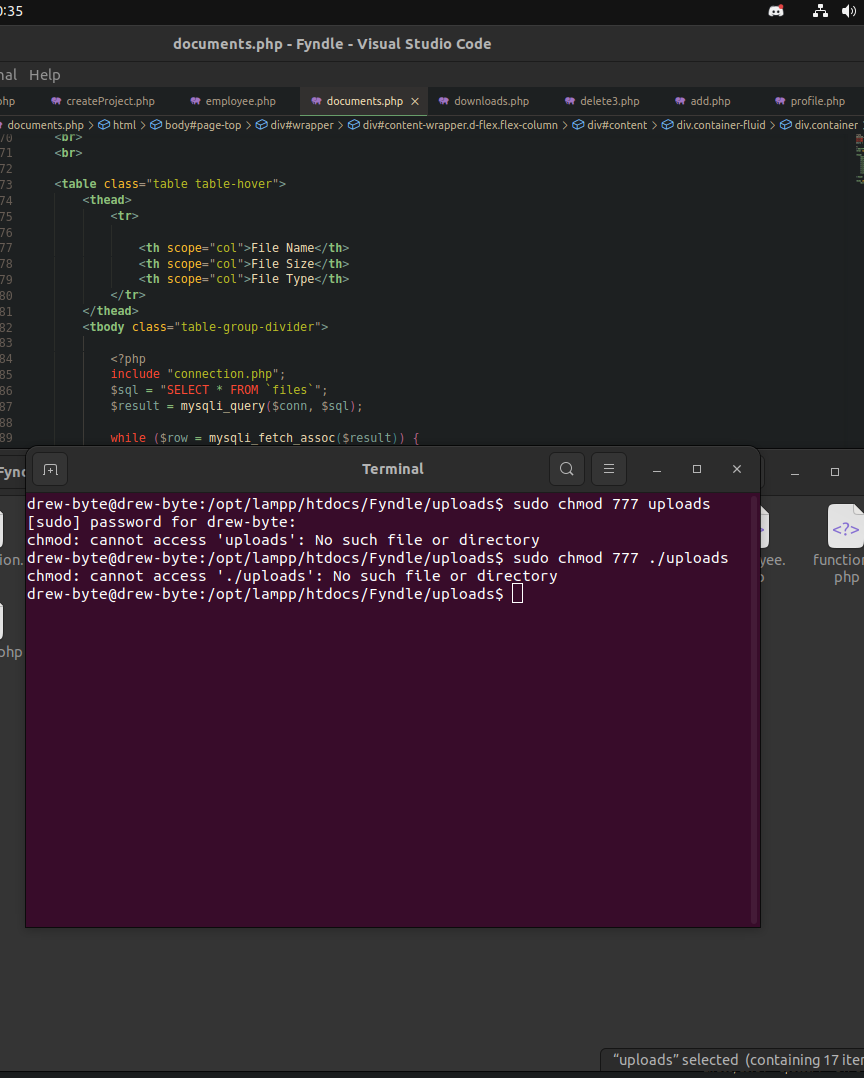 0:35
documents.php - Fyndle - Visual Studio Code
nal Help
php createProject.php employee.php documents.php downloads.php delete3.php add.php profile.php
documents.php > html > body#page-top > div#wrapper > div#content-wrapper.d-flex.flex-column > div#content > div.container-fluid > div.container
70 <br>
71 <br>
72
73 <table class="table table-hover">
74 <thead>
75 <tr>
76
77 <th scope="col">File Name</th>
78 <th scope="col">File Size</th>
79 <th scope="col">File Type</th>
80 </tr>
81 </thead>
82 <tbody class="table-group-divider">
83
84 <?php
85 include "connection.php";
86 $sql = "SELECT * FROM `files`";
87 $result = mysqli_query($conn, $sql);
88
89 while ($row = mysqli_fetch_assoc($result)) {
Fyn
Terminal
drew-byte@drew-byte:/opt/lampp/htdocs/Fyndle/uploads$ sudo chmod 777 uploads
[sudo] password for drew-byte:
chmod: cannot access 'uploads': No such file or directory
drew-byte@drew-byte:/opt/lampp/htdocs/Fyndle/uploads$ sudo chmod 777 ./uploads
chmod: cannot access './uploads': No such file or directory
drew-byte@drew-byte:/opt/lampp/htdocs/Fyndle/uploads$
<?>
ion.
yee.
function
php
php
"uploads" selected (containing 17 iter